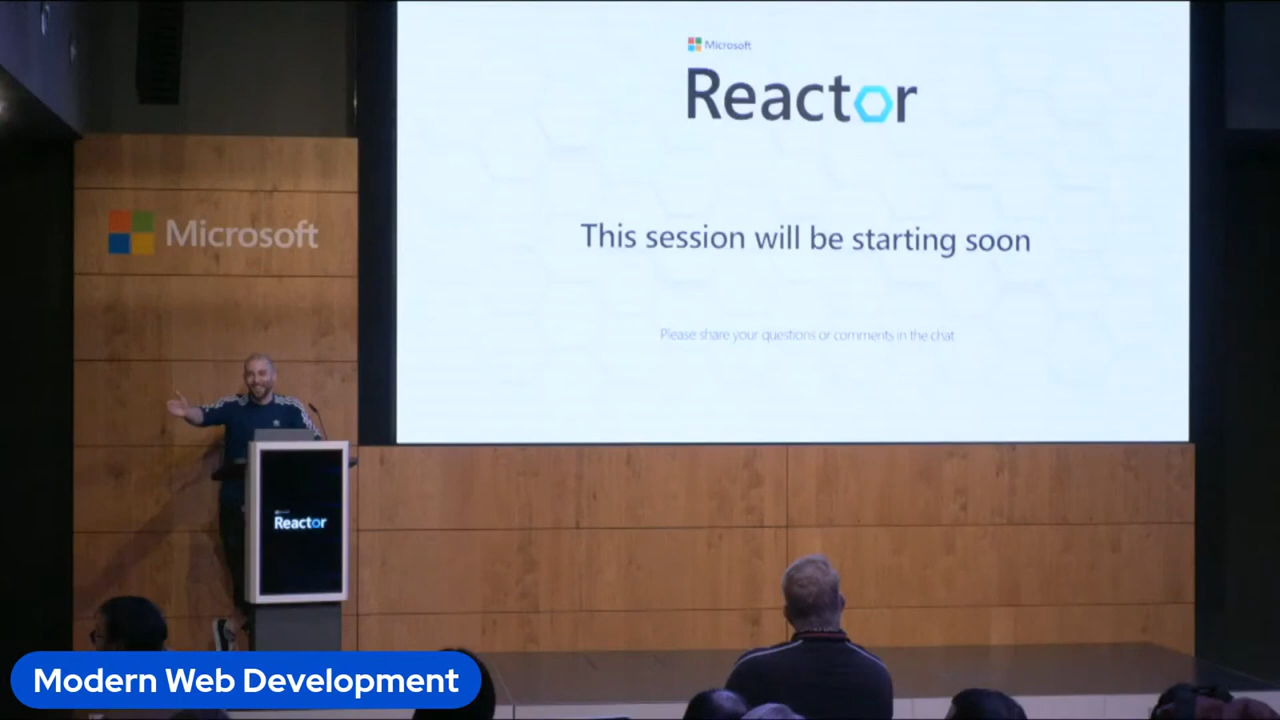 Microsoft
Reactor
This session will be starting soon
Please share your questions or comments in the chat
Microsoft
Reactor
Modern Web Development